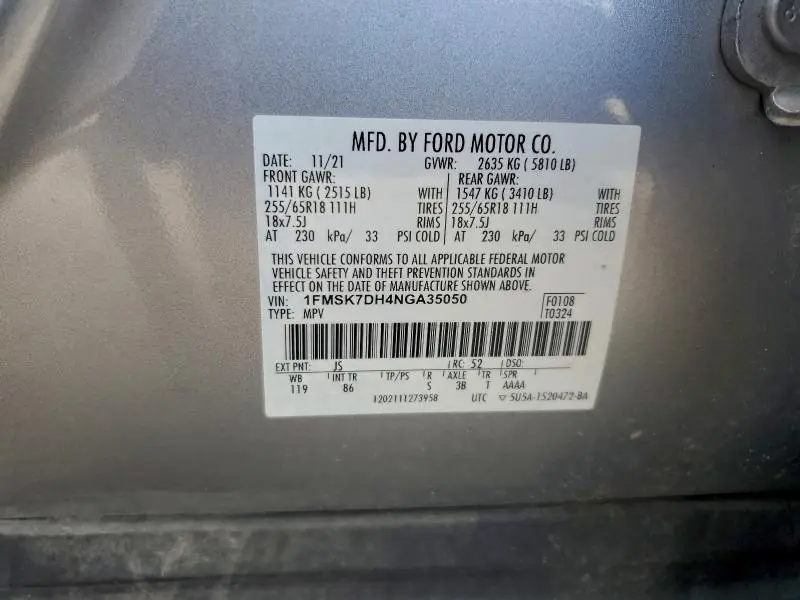 MFD. BY FORD MOTOR CO.
DATE: 11/21 GVWR: 2635 KG ( 5810 LB)
FRONT GAWR: REAR GAWR:
1141 KG ( 2515 LB) WITH 1547 KG ( 3410 LB) WITH
255/65R18 111H TIRES 255/65R18 111H TIRES
18x7.5J RIMS 18x7.5J RIMS
AT 230 kPa/ 33 PSI COLD AT 230 kPa/ 33 PSI COLD
THIS VEHICLE CONFORMS TO ALL APPLICABLE FEDERAL MOTOR
VEHICLE SAFETY AND THEFT PREVENTION STANDARDS IN
EFFECT ON THE DATE OF MANUFACTURE SHOWN ABOVE.
VIN: 1FMSK7DH4NGA35050 F0108
TYPE: MPV T0324
EXT PNT: JS RC: 52 DSO:
WB INT TR TP/PS R AXLE TR SPR
119 86 S 3B T AAAA
1202111273958 UTC ▽ 5U5A-1520472-BA